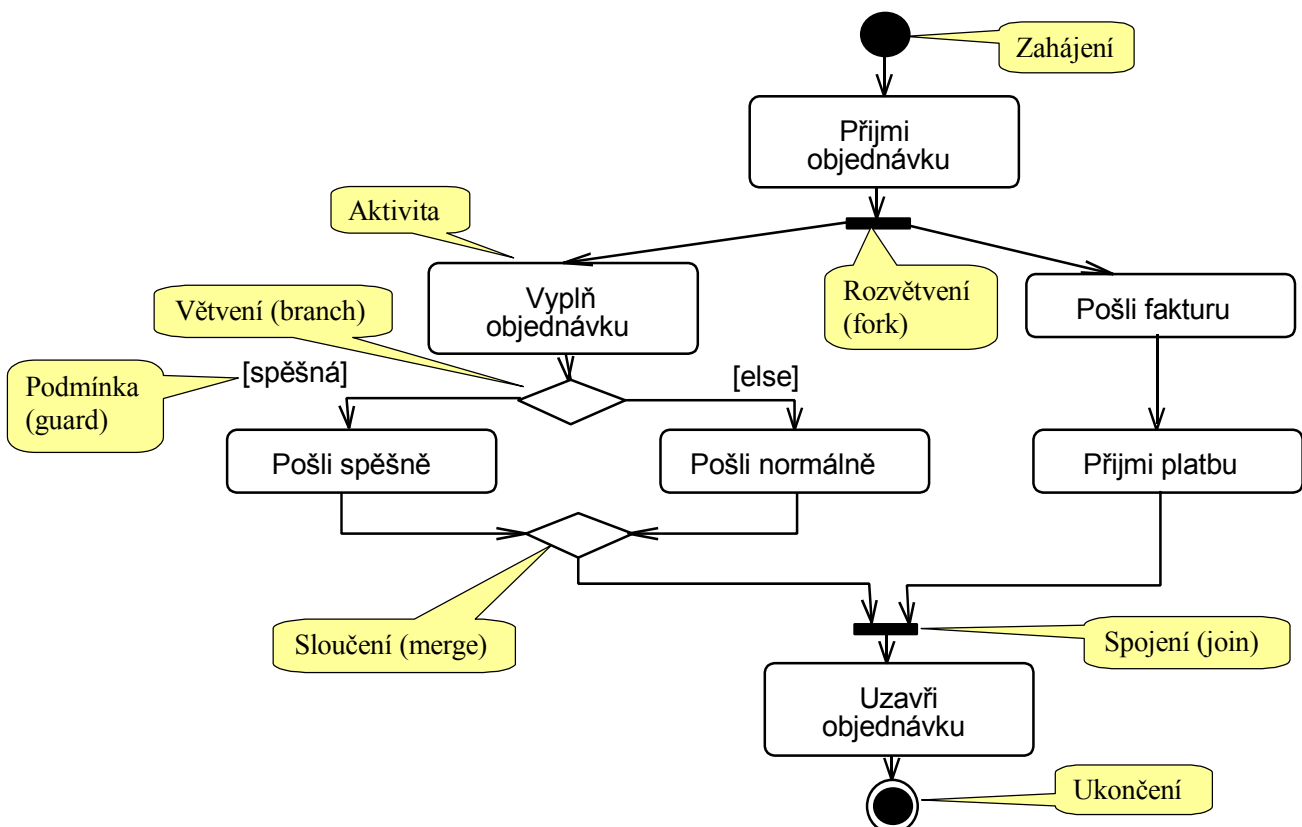 Zahájení
Přijmi
objednávku
Aktivita
Vyplň
objednávku
Rozvětvení
(fork)
Pošli fakturu
Větvení (branch)
Podmínka
(guard)
[spěšná]
[else]
Pošli spěšně
Pošli normálně
Přijmi platbu
Sloučení (merge)
Spojení (join)
Uzavři
objednávku
Ukončení